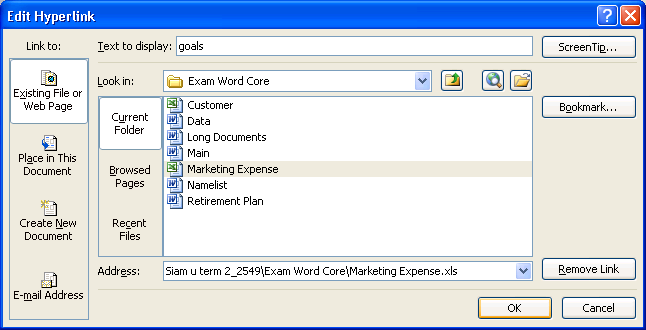 Edit Hyperlink
Link to:
Text to display: goals
ScreenTip...
Existing File or
Web Page
Look in: Exam Word Core
Bookmark...
Current
Folder
Customer
Data
Long Documents
Main
Marketing Expense
Namelist
Retirement Plan
Place in This
Document
Browsed
Pages
Create New
Document
Recent
Files
E-mail Address
Address: Siam u term 2_2549\Exam Word Core\Marketing Expense.xls
Remove Link
OK
Cancel